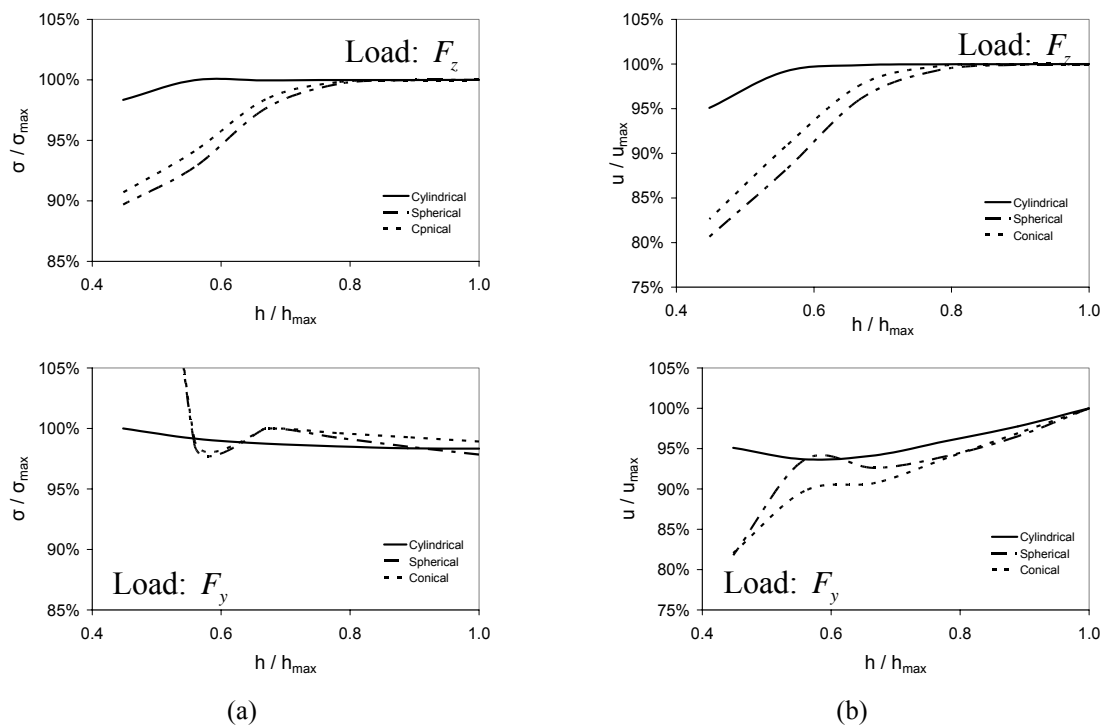 105%
100%
95%
90%
85%
σ / σmax
Load: Fz
Cylindrical
Spherical
Cpnical
0.4 0.6 0.8 1.0
h / hmax
105%
100%
95%
90%
85%
80%
75%
u / umax
Load: Fz
Cylindrical
Spherical
Conical
0.4 0.6 0.8 1.0
h / hmax
105%
100%
95%
90%
85%
σ / σmax
Cylindrical
Spherical
Conical
Load: Fy
0.4 0.6 0.8 1.0
h / hmax
105%
100%
95%
90%
85%
80%
75%
u / umax
Cylindrical
Spherical
Conical
Load: Fy
0.4 0.6 0.8 1.0
h / hmax
(a)
(b)